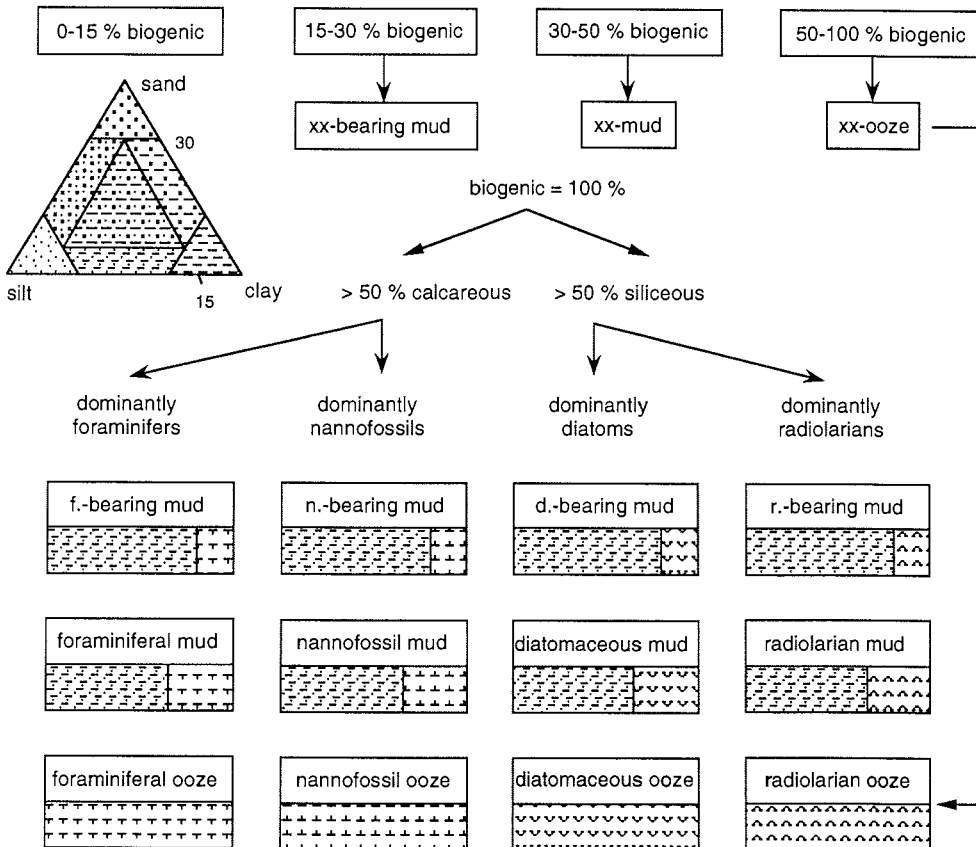 0-15 % biogenic
15-30 % biogenic
30-50 % biogenic
50-100 % biogenic
sand
30
silt
15
clay
xx-bearing mud
xx-mud
xx-ooze
biogenic = 100 %
> 50 % calcareous
> 50 % siliceous
dominantly
foraminifers
dominantly
nannofossils
dominantly
diatoms
dominantly
radiolarians
f.-bearing mud
n.-bearing mud
d.-bearing mud
r.-bearing mud
foraminiferal mud
nannofossil mud
diatomaceous mud
radiolarian mud
foraminiferal ooze
nannofossil ooze
diatomaceous ooze
radiolarian ooze